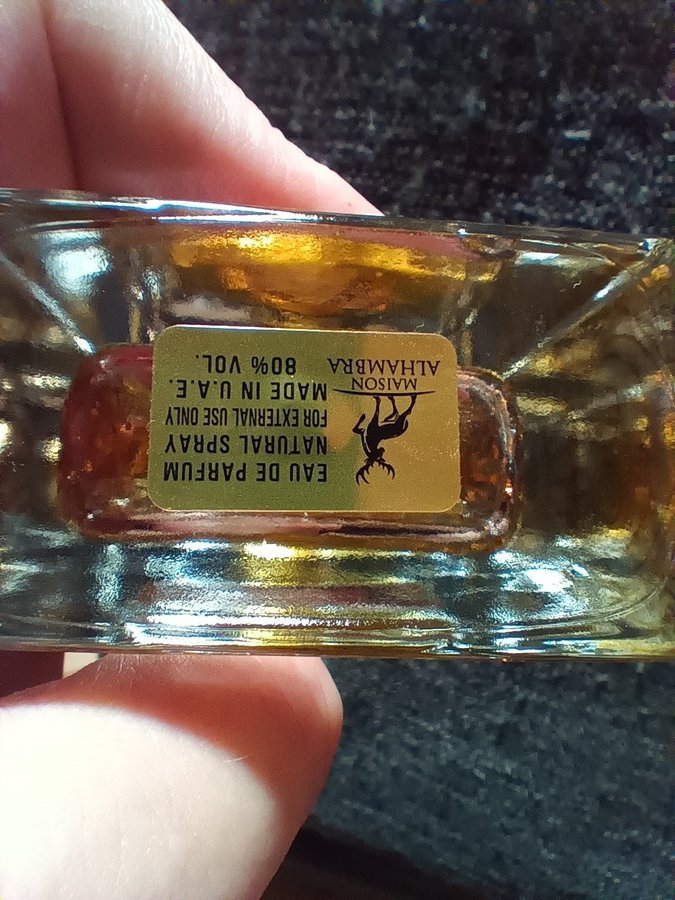 EAU DE PARFUM
NATURAL SPRAY
FOR EXTERNAL USE ONLY
MADE IN U.A.E.
80% VOL.
MAISON
ALHAMBRA